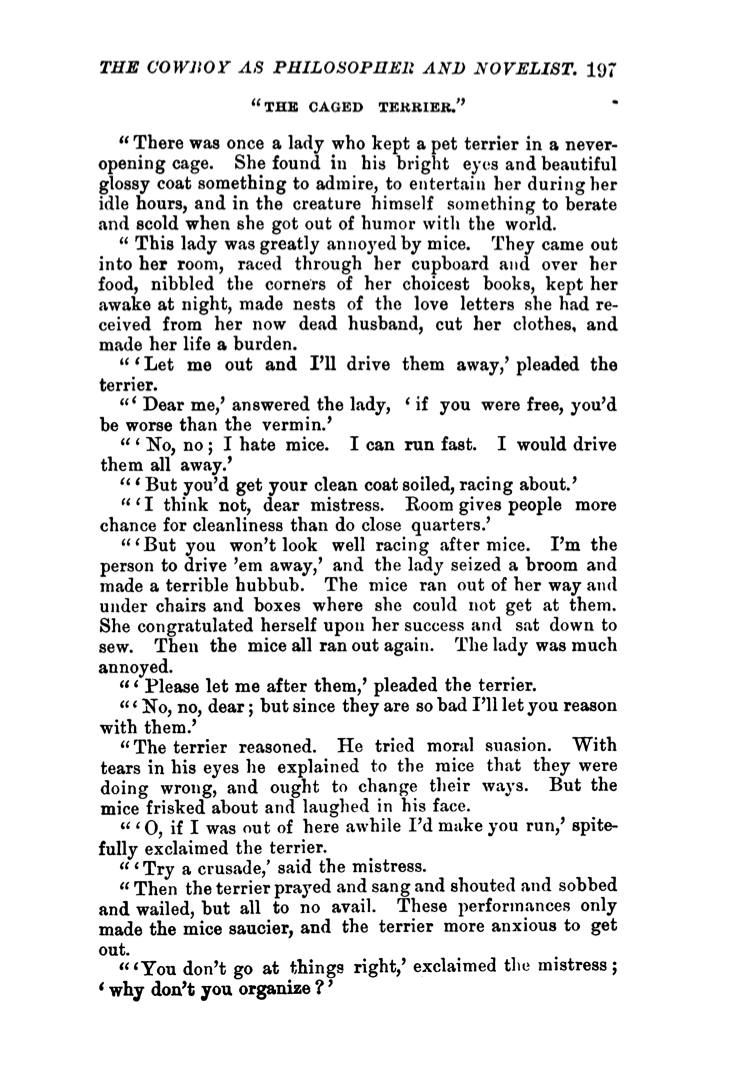 THE COWBOY AS PHILOSOPHER AND NOVELIST. 197
"THE CAGED TERRIER."
"There was once a lady who kept a pet terrier in a never-
opening cage. She found in his bright eyes and beautiful
glossy coat something to admire, to entertain her during her
idle hours, and in the creature himself something to berate
and scold when she got out of humor with the world.
"This lady was greatly annoyed by mice. They came out
into her room, raced through her cupboard and over her
food, nibbled the corners of her choicest books, kept her
awake at night, made nests of the love letters she had re-
ceived from her now dead husband, cut her clothes, and
made her life a burden.
"'Let me out and I'll drive them away,' pleaded the
terrier.
"'Dear me,' answered the lady, 'if you were free, you'd
be worse than the vermin.'
"'No, no; I hate mice. I can run fast. I would drive
them all away.'
"'But you'd get your clean coat soiled, racing about.'
"'I think not, dear mistress. Room gives people more
chance for cleanliness than do close quarters.'
"'But you won't look well racing after mice. I'm the
person to drive 'em away,' and the lady seized a broom and
made a terrible hubbub. The mice ran out of her way and
under chairs and boxes where she could not get at them.
She congratulated herself upon her success and sat down to
sew. Then the mice all ran out again. The lady was much
annoyed.
"'Please let me after them,' pleaded the terrier.
"'No, no, dear; but since they are so bad I'll let you reason
with them.'
"The terrier reasoned. He tried moral suasion. With
tears in his eyes he explained to the mice that they were
doing wrong, and ought to change their ways. But the
mice frisked about and laughed in his face.
"'O, if I was out of here awhile I'd make you run,' spite-
fully exclaimed the terrier.
"'Try a crusade,' said the mistress.
"Then the terrier prayed and sang and shouted and sobbed
and wailed, but all to no avail. These performances only
made the mice saucier, and the terrier more anxious to get
out.
"'You don't go at things right,' exclaimed the mistress;
'why don't you organize?'